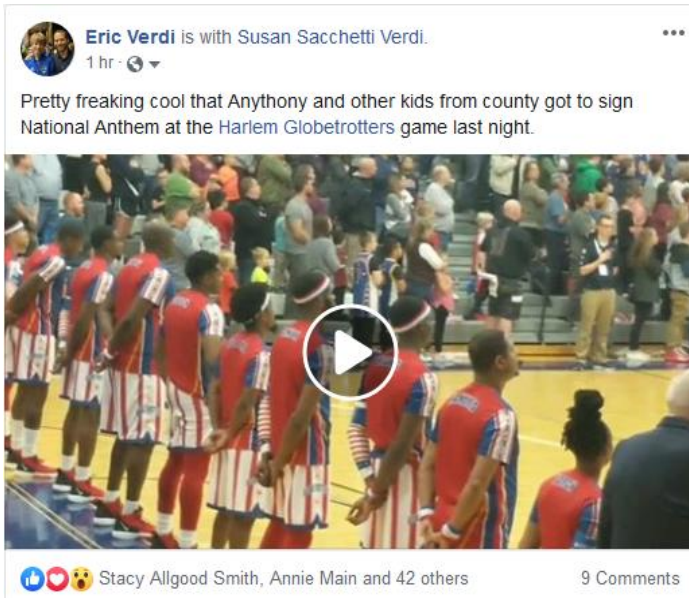 Eric Verdi is with Susan Sacchetti Verdi.
1 hr ·
Pretty freaking cool that Anythony and other kids from county got to sign
National Anthem at the Harlem Globetrotters game last night.
Stacy Allgood Smith, Annie Main and 42 others
9 Comments